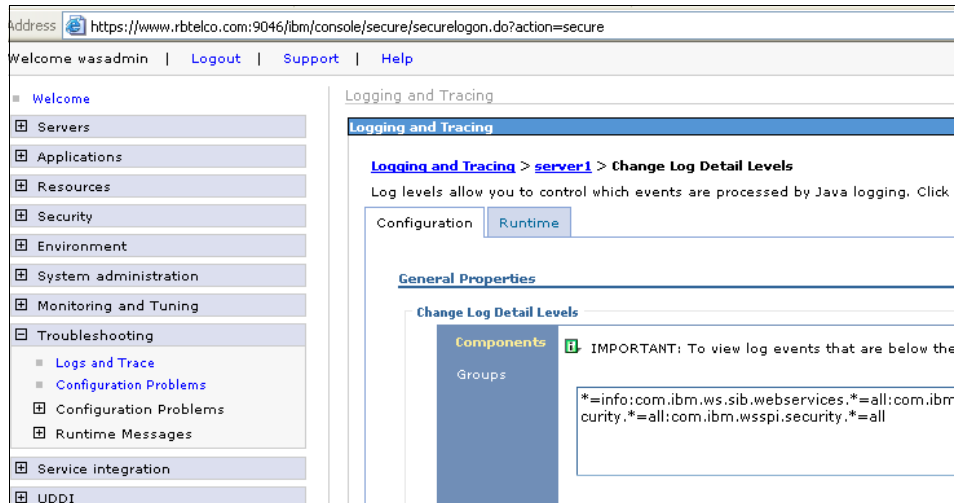 Address https://www.rbtelco.com:9046/ibm/console/secure/securelogon.do?action=secure
Welcome wasadmin | Logout | Support | Help
Welcome
Servers
Applications
Resources
Security
Environment
System administration
Monitoring and Tuning
Troubleshooting
Logs and Trace
Configuration Problems
Configuration Problems
Runtime Messages
Service integration
UDDI
Logging and Tracing
Logging and Tracing
Logging and Tracing > server1 > Change Log Detail Levels
Log levels allow you to control which events are processed by Java logging. Click
Configuration Runtime
General Properties
Change Log Detail Levels
Components
Groups
IMPORTANT: To view log events that are below the
*=info:com.ibm.ws.sib.webservices.*=all:com.ibm
curity.*=all:com.ibm.wsspi.security.*=all